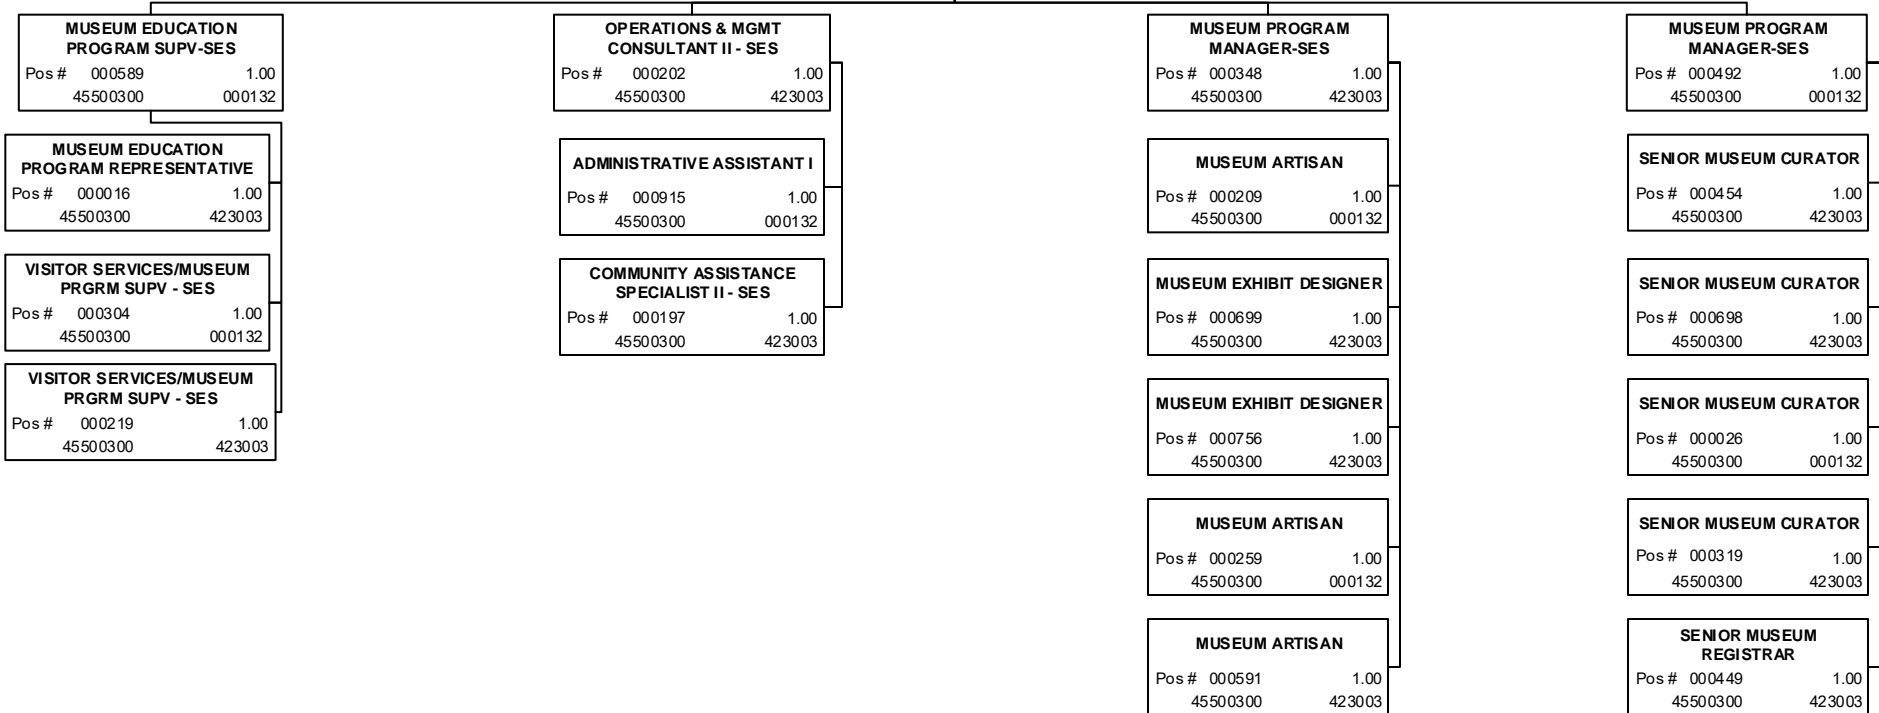 MUSEUM EDUCATION
PROGRAM SUPV-SES
Pos # 000589 1.00
45500300 000132
MUSEUM EDUCATION
PROGRAM REPRESENTATIVE
Pos # 000016 1.00
45500300 423003
VISITOR SERVICES/MUSEUM
PRGRM SUPV - SES
Pos # 000304 1.00
45500300 000132
VISITOR SERVICES/MUSEUM
PRGRM SUPV - SES
Pos # 000219 1.00
45500300 423003
OPERATIONS & MGMT
CONSULTANT II - SES
Pos # 000202 1.00
45500300 423003
ADMINISTRATIVE ASSISTANT I
Pos # 000915 1.00
45500300 000132
COMMUNITY ASSISTANCE
SPECIALIST II - SES
Pos # 000197 1.00
45500300 423003
MUSEUM PROGRAM
MANAGER-SES
Pos # 000348 1.00
45500300 423003
MUSEUM ARTISAN
Pos # 000209 1.00
45500300 000132
MUSEUM EXHIBIT DESIGNER
Pos # 000699 1.00
45500300 423003
MUSEUM EXHIBIT DESIGNER
Pos # 000756 1.00
45500300 423003
MUSEUM ARTISAN
Pos # 000259 1.00
45500300 000132
MUSEUM ARTISAN
Pos # 000591 1.00
45500300 423003
MUSEUM PROGRAM
MANAGER-SES
Pos # 000492 1.00
45500300 000132
SENIOR MUSEUM CURATOR
Pos # 000454 1.00
45500300 423003
SENIOR MUSEUM CURATOR
Pos # 000698 1.00
45500300 423003
SENIOR MUSEUM CURATOR
Pos # 000026 1.00
45500300 000132
SENIOR MUSEUM CURATOR
Pos # 000319 1.00
45500300 423003
SENIOR MUSEUM
REGISTRAR
Pos # 000449 1.00
45500300 423003